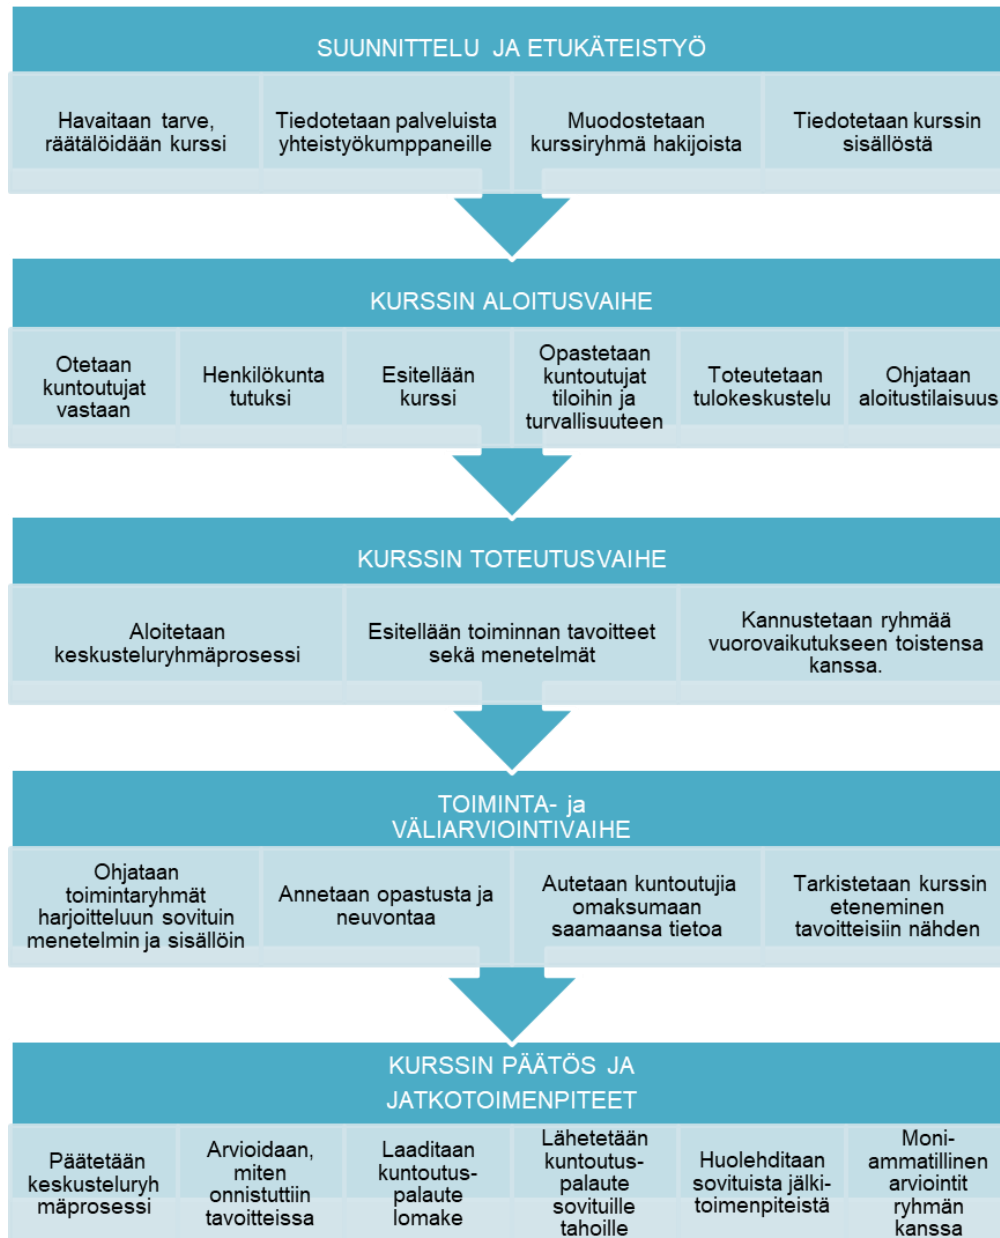 SUUNNITTELU JA ETUKÄTEISTYÖ
Havaitaan tarve,
räätälöidään kurssi
Tiedotetaan palveluista
yhteistyökumppaneille
Muodostetaan
kurssiryhmä hakijoista
Tiedotetaan kurssin
sisällöstä
KURSSIN ALOITUSVAIHE
Otetaan
kuntoutujat
vastaan
Henkilökunta
tutuksi
Esitellään
kurssi
Opastetaan
kuntoutujat
tiloihin ja
turvallisuuteen
Toteutetaan
tulokeskustelu
Ohjataan
aloitustilaisuus
KURSSIN TOTEUTUSVAIHE
Aloitetaan
keskusteluryhmäprosessi
Esitellään toiminnan tavoitteet
sekä menetelmät
Kannustetaan ryhmää
vuorovaikutukseen toistensa
kanssa.
TOIMINTA- ja
VÄLIARVIOINTIVAIHE
Ohjataan
toimintaryhmät
harjoitteluun sovituin
menetelmin ja sisällöin
Annetaan opastusta ja
neuvontaa
Autetaan kuntoutujia
omaksumaan
saamaansa tietoa
Tarkistetaan kurssin
eteneminen
tavoitteisiin nähden
KURSSIN PÄÄTÖS JA
JATKOTOIMENPITEET
Päätetään
keskusteluryh
mäprosessi
Arvioidaan,
miten
onnistuttiin
tavoitteissa
Laaditaan
kuntoutus-
palaute
lomake
Lähetetään
kuntoutus-
palaute
sovituille
tahoille
Huolehditaan
sovituista jälki-
toimenpiteistä
Moni-
ammatillinen
arviointit
ryhmän
kanssa